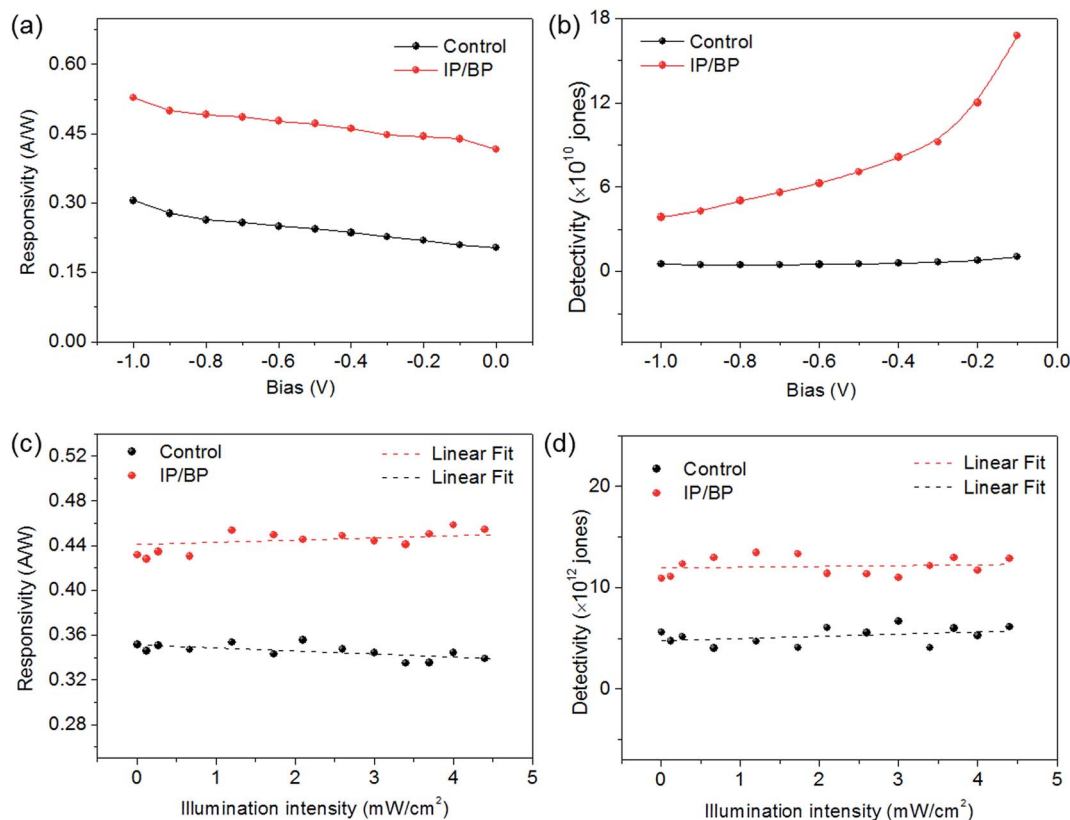 (a)
Control
IP/BP
0.60
0.45
0.30
0.15
0.00
Responsivity (A/W)
-1.0 -0.8 -0.6 -0.4 -0.2 0.0
Bias (V)
(b)
Control
IP/BP
18
12
6
0
Detectivity (×10¹⁰ jones)
-1.0 -0.8 -0.6 -0.4 -0.2 0.0
Bias (V)
(c)
Control
IP/BP
Linear Fit
Linear Fit
0.52
0.48
0.44
0.40
0.36
0.32
0.28
Responsivity (A/W)
0 1 2 3 4 5
Illumination intensity (mW/cm²)
(d)
Control
IP/BP
Linear Fit
Linear Fit
20
10
0
Detectivity (×10¹² jones)
0 1 2 3 4 5
Illumination intensity (mW/cm²)